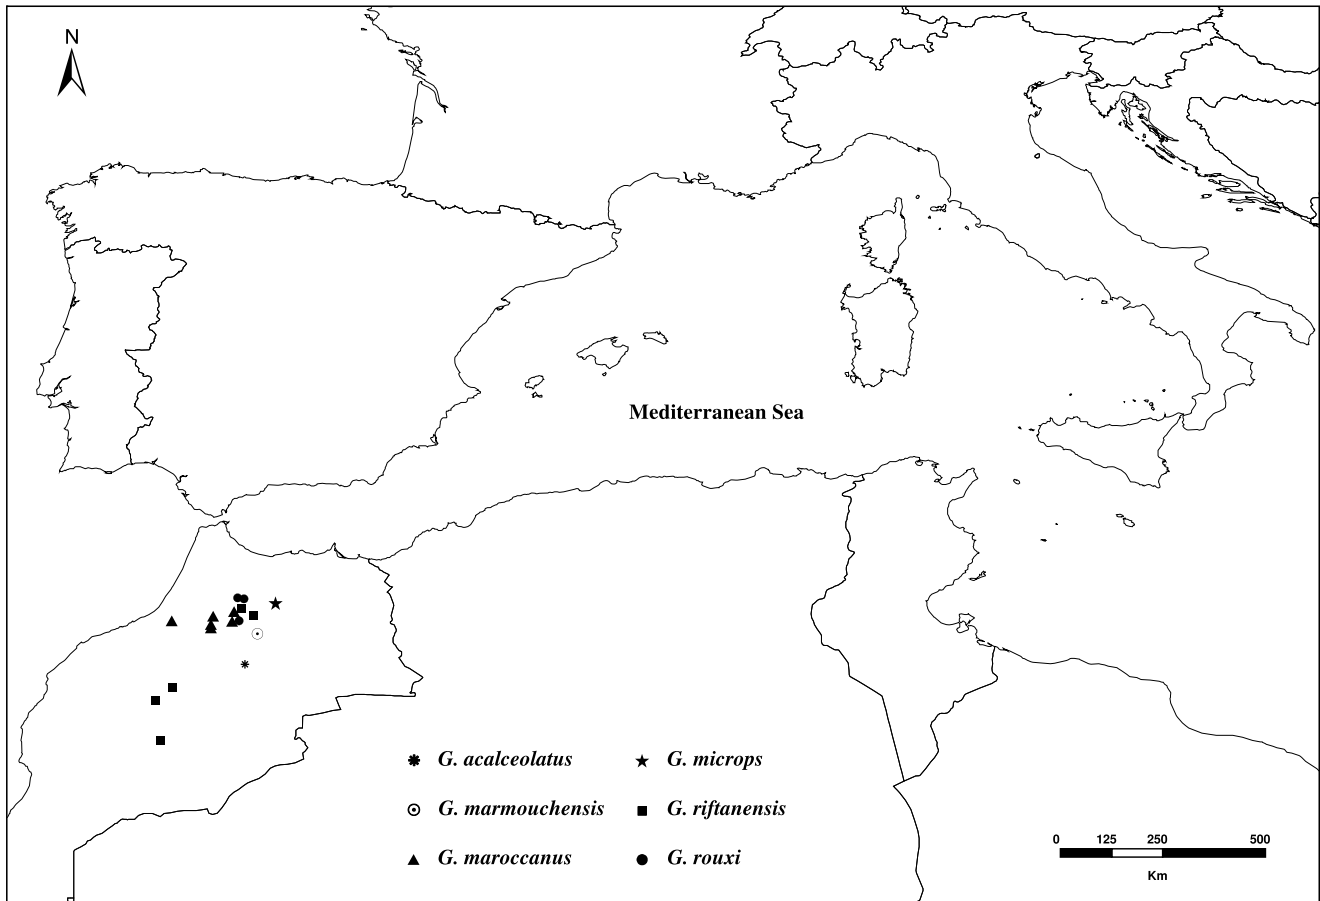 N
Mediterranean Sea
G. acalceolatus
G. microps
G. marmouchensis
G. riftanensis
G. maroccanus
G. rouxi
0 125 250 500
Km